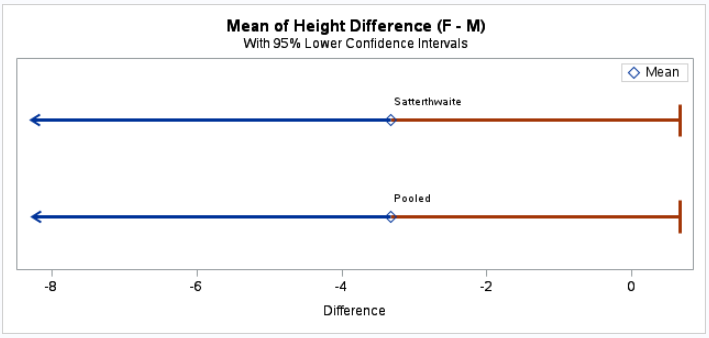 Mean of Height Difference (F - M)
With 95% Lower Confidence Intervals
Mean
Satterthwaite
Pooled
-8 -6 -4 -2 0
Difference